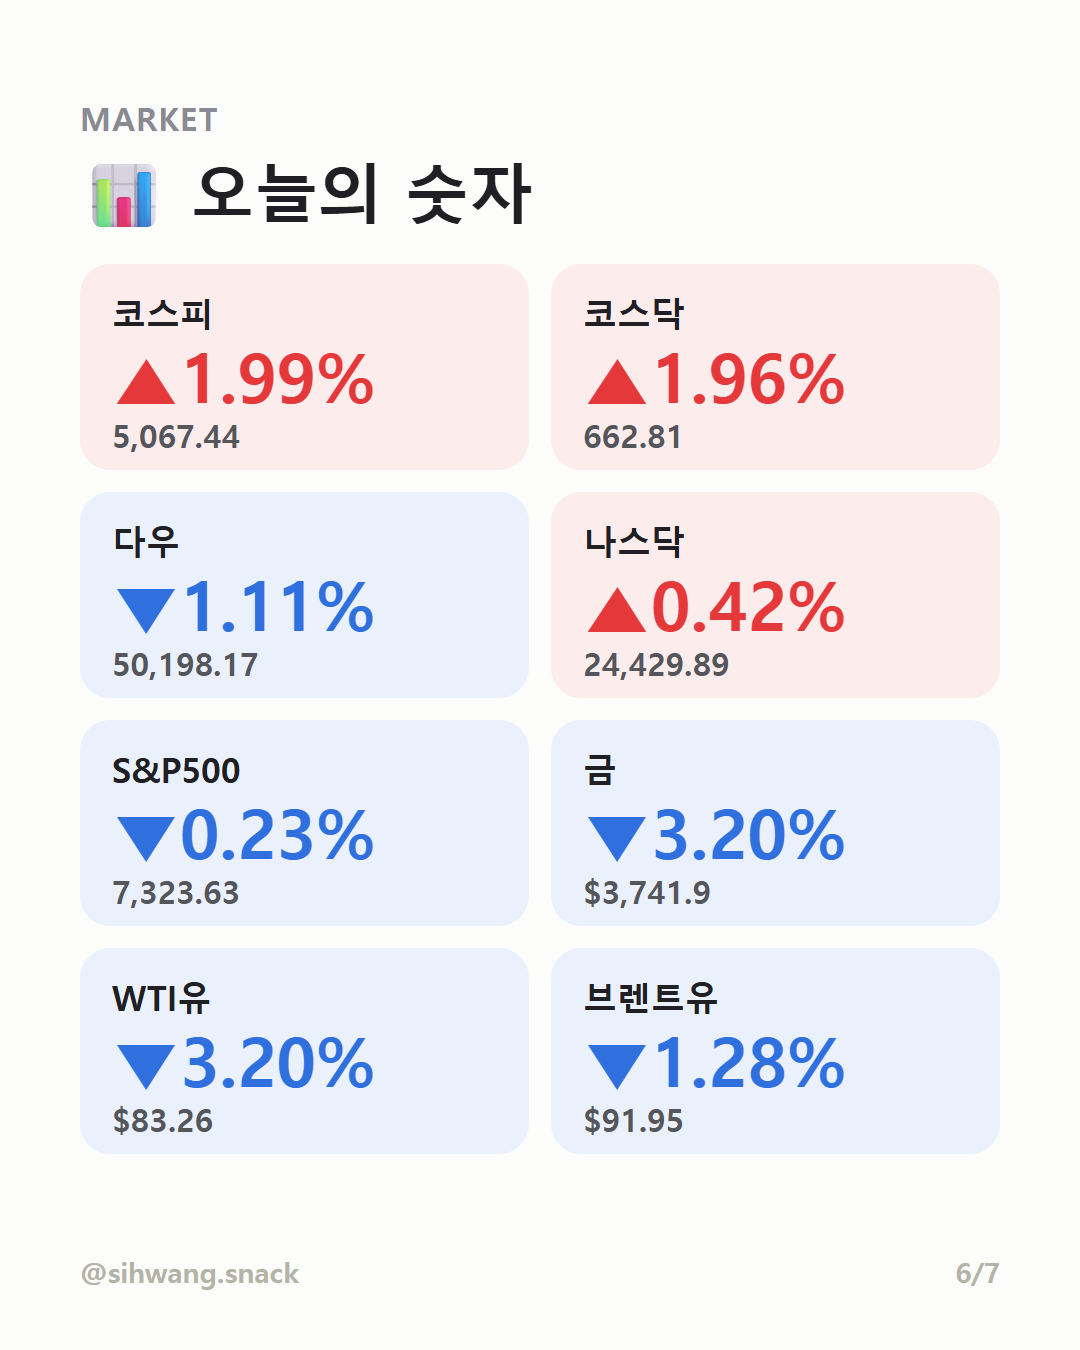 MARKET
오늘의 숫자
코스피
▲1.99%
5,067.44
코스닥
▲1.96%
662.81
다우
▼1.11%
50,198.17
나스닥
▲0.42%
24,429.89
S&P500
▼0.23%
7,323.63
금
▼3.20%
$3,741.9
WTI유
▼3.20%
$83.26
브렌트유
▼1.28%
$91.95
@sihwang.snack
6/7